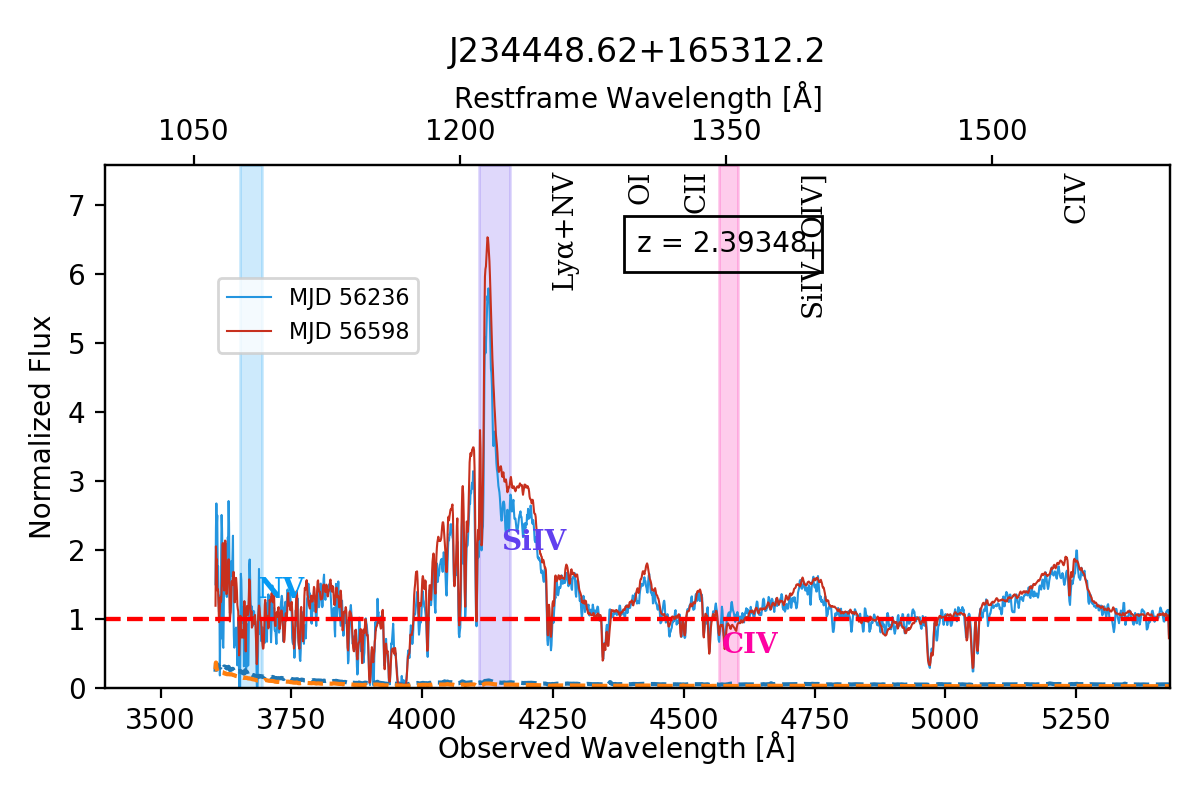 J234448.62+165312.2
Restframe Wavelength [Å]
1050 1200 1350 1500
Lyα+NV
OI
CII
SiIV+OIV]
CIV
z = 2.39348
MJD 56236
MJD 56598
NV
SiIV
CIV
Normalized Flux
7
6
5
4
3
2
1
0
3500 3750 4000 4250 4500 4750 5000 5250
Observed Wavelength [Å]